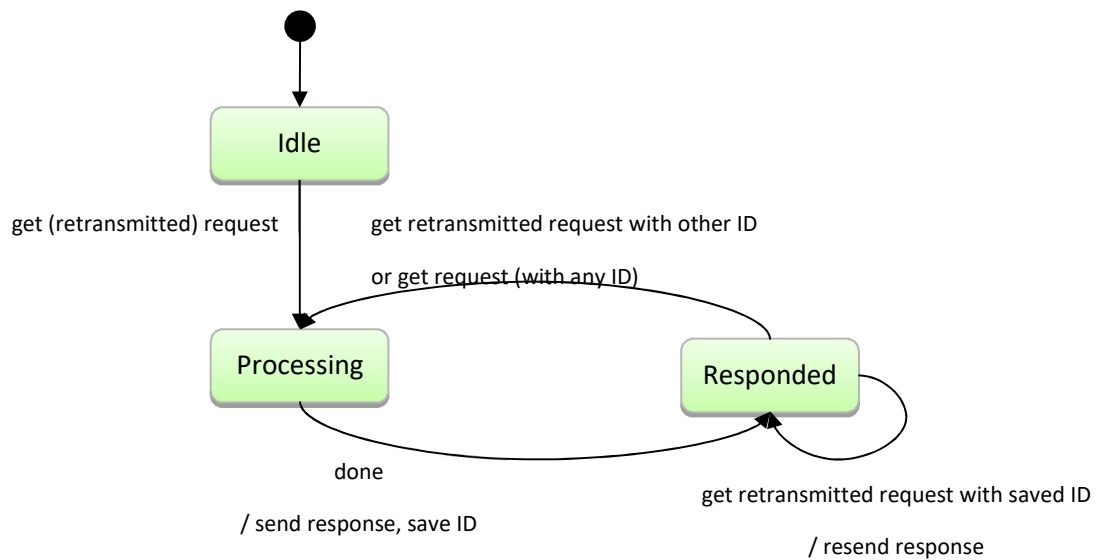 Idle
get (retransmitted) request
get retransmitted request with other ID
or get request (with any ID)
Processing
Responded
done
/ send response, save ID
get retransmitted request with saved ID
/ resend response